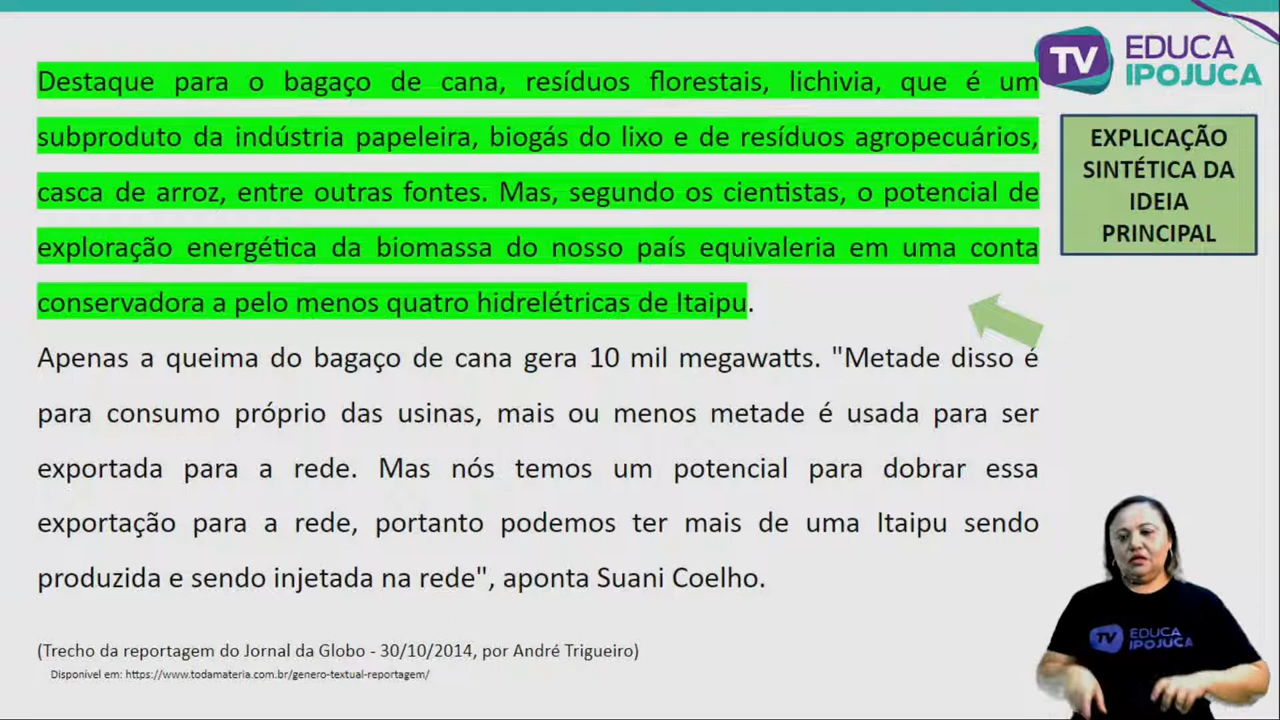 Destaque para o bagaço de cana, resíduos florestais, lichivia, que é um
subproduto da indústria papeleira, biogás do lixo e de resíduos agropecuários,
casca de arroz, entre outras fontes. Mas, segundo os cientistas, o potencial de
exploração energética da biomassa do nosso país equivaleria em uma conta
conservadora a pelo menos quatro hidrelétricas de Itaipu.
Apenas a queima do bagaço de cana gera 10 mil megawatts. "Metade disso é
para consumo próprio das usinas, mais ou menos metade é usada para ser
exportada para a rede. Mas nós temos um potencial para dobrar essa
exportação para a rede, portanto podemos ter mais de uma Itaipu sendo
produzida e sendo injetada na rede", aponta Suani Coelho.
(Trecho da reportagem do Jornal da Globo - 30/10/2014, por André Trigueiro)
Disponível em: https://www.todamateria.com.br/genero-textual-reportagem/
TV EDUCA
IPOJUCA
EXPLICAÇÃO
SINTÉTICA DA
IDEIA
PRINCIPAL
TV EDUCA
IPOJUCA